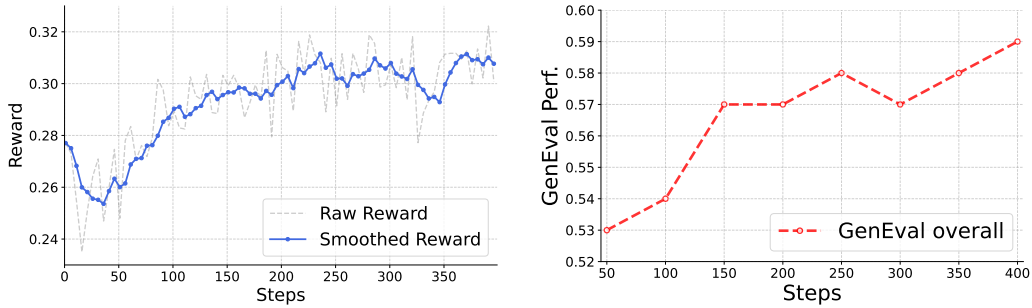 Reward
0.32
0.30
0.28
0.26
0.24
0 50 100 150 200 250 300 350
Steps
Raw Reward
Smoothed Reward
GenEval Perf.
0.60
0.59
0.58
0.57
0.56
0.55
0.54
0.53
0.52
50 100 150 200 250 300 350 400
Steps
GenEval overall